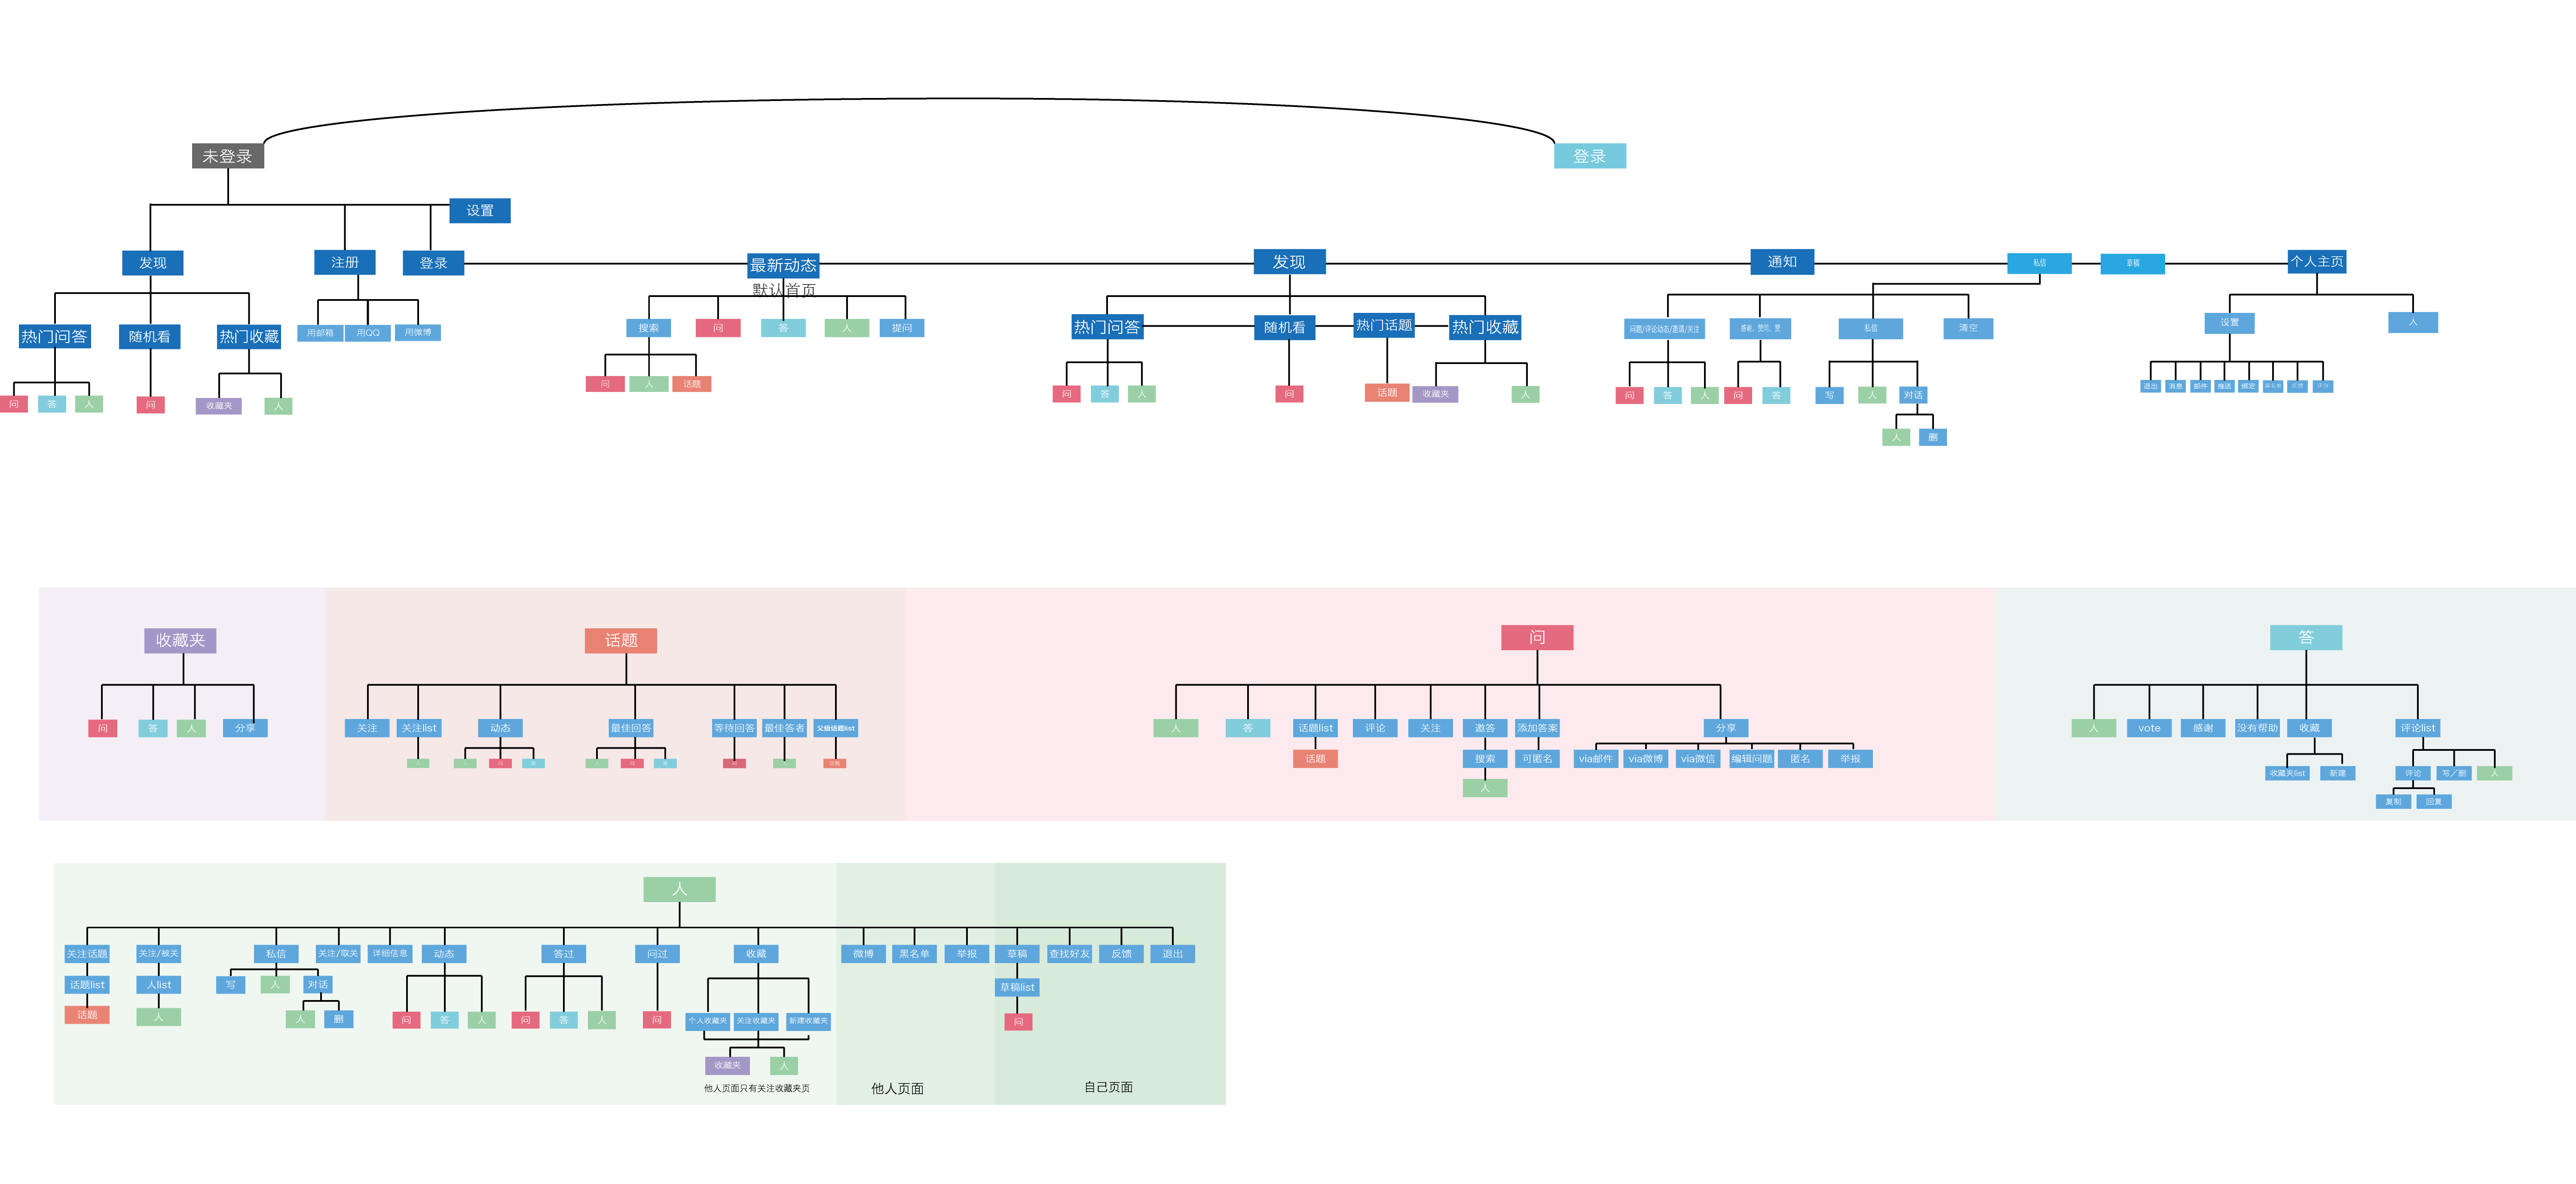 未登录
登录
设置
发现
注册
登录
最新动态
默认首页
发现
通知
私信
草稿
个人主页
热门问答
随机看
热门收藏
用邮箱
用QQ
用微博
搜索
问
答
人
提问
热门问答
随机看
热门话题
热门收藏
问题/评论动态/邀请/关注
感谢、赞同、赞
私信
清空
设置
人
问
答
人
问
收藏夹
人
问
人
话题
问
答
人
问
话题
收藏夹
人
问
答
人
问
答
写
人
对话
人
删
退出
消息
邮件
推送
绑定
黑名单
反馈
评分
收藏夹
问
答
人
分享
话题
关注
关注list
动态
最佳回答
等待回答
最佳答者
父级话题list
人
人
问
答
人
问
答
问
人
话题
问
人
答
话题list
评论
关注
邀答
添加答案
分享
话题
搜索
可匿名
via邮件
via微博
via微信
编辑问题
匿名
举报
人
答
人
vote
感谢
没有帮助
收藏
评论list
收藏夹list
新建
评论
写／删
人
复制
回复
人
关注话题
关注/被关
私信
关注/取关
详细信息
动态
答过
问过
收藏
微博
黑名单
举报
草稿
查找好友
反馈
退出
话题list
人list
写
人
对话
草稿list
话题
人
人
删
问
答
人
问
答
人
问
个人收藏夹
关注收藏夹
新建收藏夹
问
收藏夹
人
他人页面只有关注收藏夹页
他人页面
自己页面